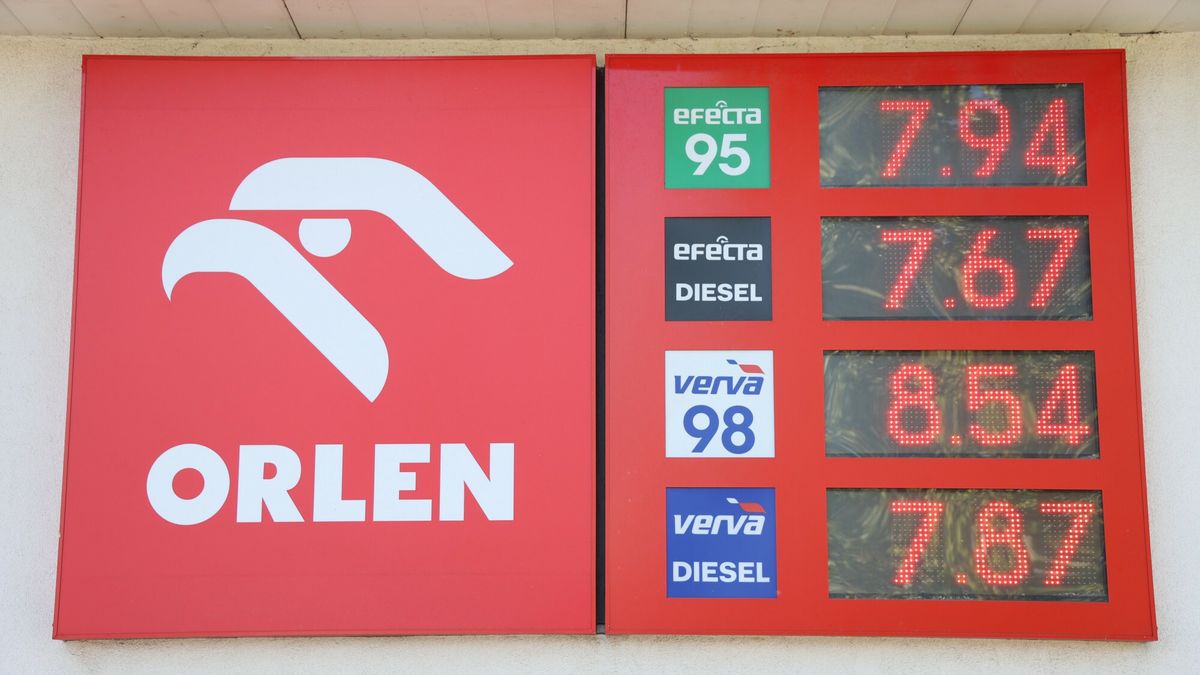 ORLEN
efecta
95
7.94
efecta
DIESEL
7.67
verva
98
8.54
verva
DIESEL
7.87